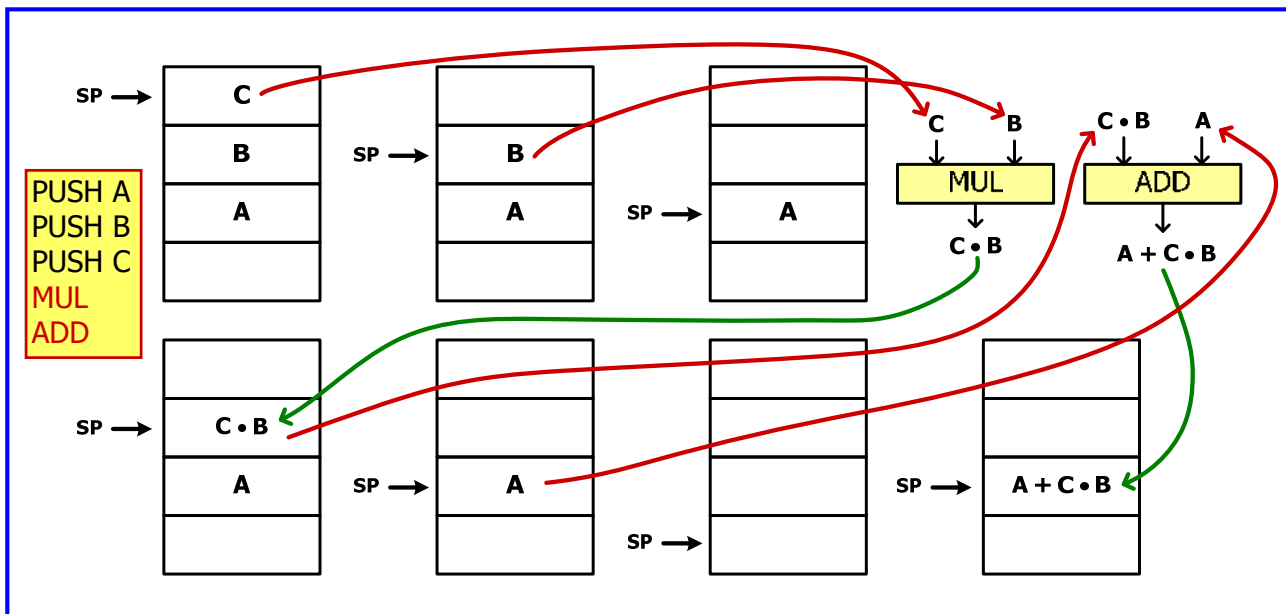 PUSH A
PUSH B
PUSH C
MUL
ADD
SP C
B
A
SP B
A
SP A
C B
MUL
C • B
C • B A
ADD
A + C • B
SP C • B
A
SP A
SP
SP A + C • B